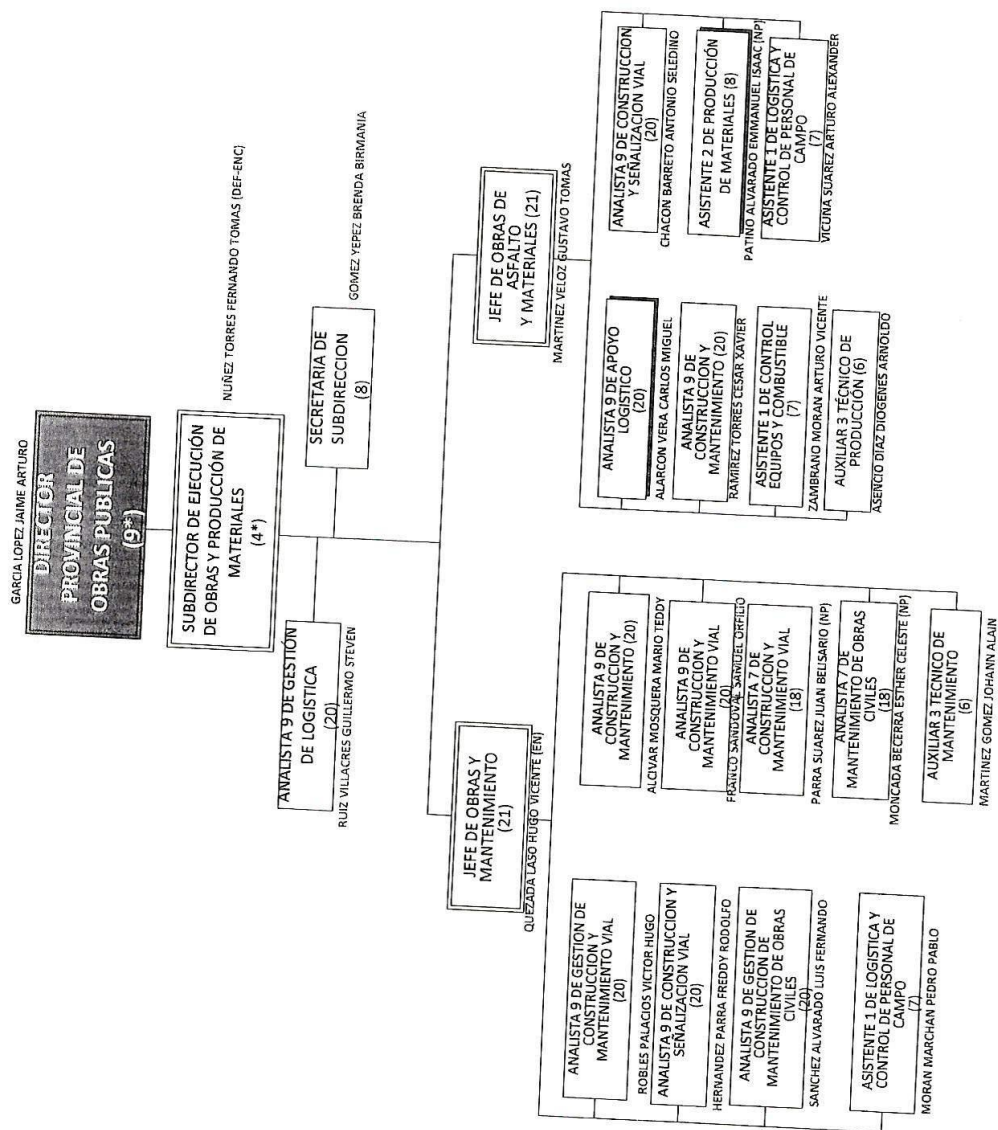 GARCIA LOPEZ JAIME ARTURO
DIRECTOR
PROVINCIAL DE
OBRAS PUBLICAS
(9*)
NUÑEZ TORRES FERNANDO TOMAS (DEF-ENC)
SUBDIRECTOR DE EJECUCIÓN
DE OBRAS Y PRODUCCIÓN DE
MATERIALES
(4*)
ANALISTA 9 DE GESTIÓN
DE LOGISTICA
(20)
RUIZ VILLACRES GUILLERMO STEVEN
SECRETARIA DE
SUBDIRECCION
(8)
GOMEZ YEPEZ BRENDA BIRMANIA
JEFE DE OBRAS Y
MANTENIMIENTO
(21)
QUEZADA LASO HUGO VICENTE (EN)
ANALISTA 9 DE GESTION DE
CONSTRUCCION Y
MANTENIMIENTO VIAL
(20)
ROBLES PALACIOS VICTOR HUGO
ANALISTA 9 DE CONSTRUCCION Y
SEÑALIZACION VIAL
(20)
HERNANDEZ PARRA FREDDY RODOLFO
ANALISTA 9 DE GESTION DE
CONSTRUCCION DE
MANTENIMIENTO DE OBRAS
CIVILES
(20)
SANCHEZ ALVARADO LUIS FERNANDO
ASISTENTE 1 DE LOGISTICA Y
CONTROL DE PERSONAL DE
CAMPO
(7)
MORAN MARCHAN PEDRO PABLO
ANALISTA 9 DE
CONSTRUCCION Y
MANTENIMIENTO (20)
ALCIVAR MOSQUERA MARIO TEDDY
ANALISTA 9 DE
CONSTRUCCION Y
MANTENIMIENTO VIAL
(20)
FRANCO SANDOVAL SAMUEL ORFILIO
ANALISTA 7 DE
CONSTRUCCION Y
MANTENIMIENTO VIAL
(18)
PARRA SUAREZ JUAN BELISARIO (NP)
ANALISTA 7 DE
MANTENIMIENTO DE OBRAS
CIVILES
(18)
MONCADA BECERRA ESTHER CELESTE (NP)
AUXILIAR 3 TECNICO DE
MANTENIMIENTO
(6)
MARTINEZ GOMEZ JOHANN ALAIN
JEFE DE OBRAS DE
ASFALTO
Y MATERIALES (21)
MARTINEZ VELOZ GUSTAVO TOMAS
ANALISTA 9 DE APOYO
LOGISTICO
(20)
ALARCON VERA CARLOS MIGUEL
ANALISTA 9 DE
CONSTRUCCION Y
MANTENIMIENTO (20)
RAMIREZ TORRES CESAR XAVIER
ASISTENTE 1 DE CONTROL
EQUIPOS Y COMBUSTIBLE
(7)
ZAMBRANO MORAN ARTURO VICENTE
AUXILIAR 3 TÉCNICO DE
PRODUCCIÓN (6)
ASENCIO DIAZ DIOGENES ARNOLDO
ANALISTA 9 DE CONSTRUCCION
Y SEÑALIZACION VIAL
(20)
CHACON BARRETO ANTONIO SELEDINO
ASISTENTE 2 DE PRODUCCIÓN
DE MATERIALES (8)
PATIÑO ALVARADO EMMANUEL ISAAC (NP)
ASISTENTE 1 DE LOGISTICA Y
CONTROL DE PERSONAL DE
CAMPO
(7)
VICUÑA SUAREZ ARTURO ALEXANDER